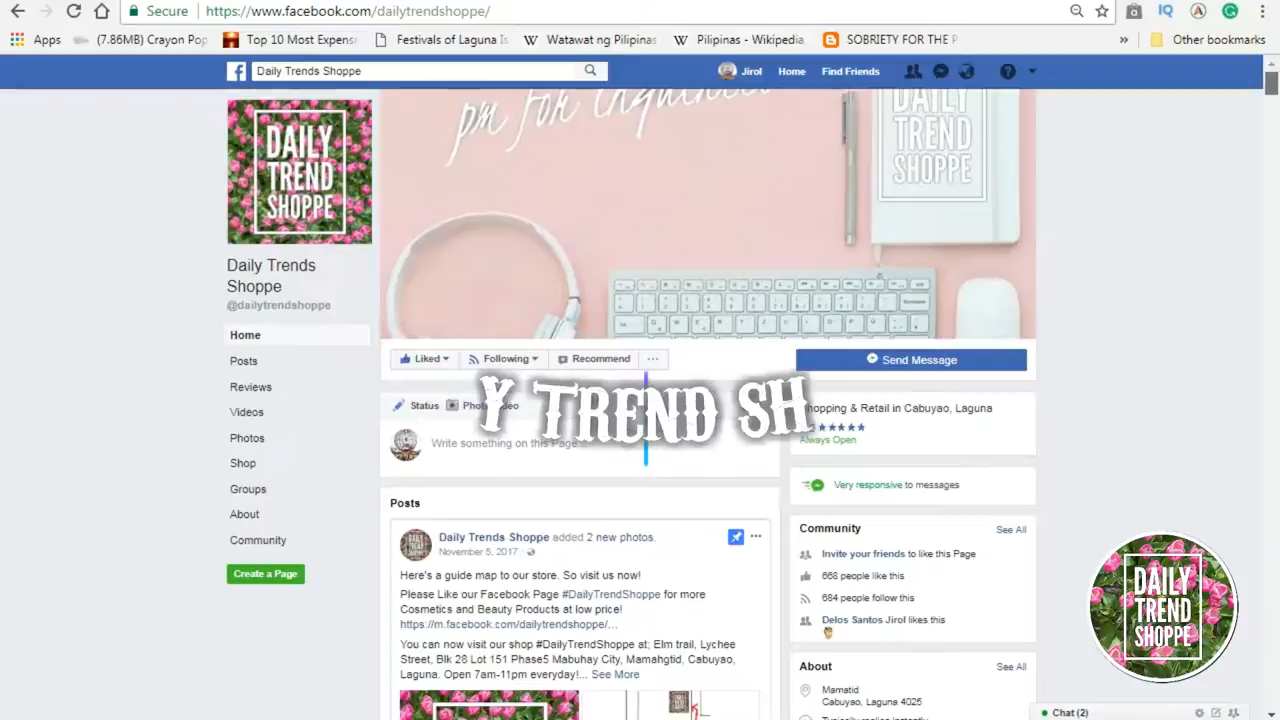 Secure
https://www.facebook.com/dailytrendshoppe/
Apps
(7.86MB) Crayon Pop
Top 10 Most Expens
Festivals of Laguna Is
Watawat ng Pilipinas
Pilipinas - Wikipedia
SOBRIETY FOR THE P
Other bookmarks
Daily Trends Shoppe
Jirol
Home
Find Friends
DAILY
TREND
SHOPPE
pm for inquiries
DAILY
TREND
SHOPPE
Daily Trends
Shoppe
@dailytrendshoppe
Home
Posts
Reviews
Videos
Photos
Shop
Groups
About
Community
Create a Page
Liked
Following
Recommend
Send Message
Y TREND SH
Status
Write something on this Page...
Posts
Daily Trends Shoppe added 2 new photos.
November 5, 2017
Here's a guide map to our store. So visit us now!
Please Like our Facebook Page #DailyTrendShoppe for more
Cosmetics and Beauty Products at low price!
https://m.facebook.com/dailytrendshoppe/...
You can now visit our shop #DailyTrendShoppe at; Elm trail, Lychee
Street, Blk 28 Lot 151 Phase5 Mabuhay City, Mamahgtid, Cabuyao,
Laguna. Open 7am-11pm everyday!... See More
Shopping & Retail in Cabuyao, Laguna
Always Open
Very responsive to messages
Community
See All
Invite your friends to like this Page
668 people like this
684 people follow this
Delos Santos Jirol likes this
About
See All
Mamatid
Cabuyao, Laguna 4025
Typically replies instantly
DAILY
TREND
SHOPPE
Chat (2)